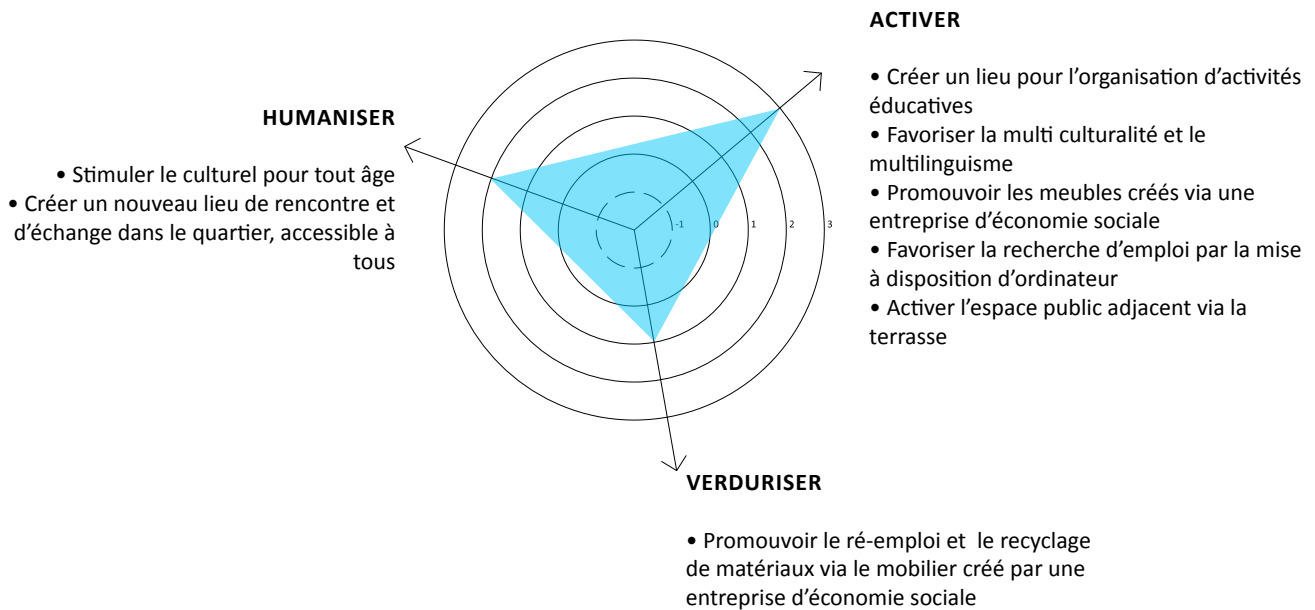 ACTIVER
• Créer un lieu pour l'organisation d'activités
éducatives
• Favoriser la multi culturalité et le
multilinguisme
• Promouvoir les meubles créés via une
entreprise d'économie sociale
• Favoriser la recherche d'emploi par la mise
à disposition d'ordinateur
• Activer l'espace public adjacent via la
terrasse
HUMANISER
• Stimuler le culturel pour tout âge
• Créer un nouveau lieu de rencontre et
d'échange dans le quartier, accessible à
tous
-1 0 1 2 3
VERDURISER
• Promouvoir le ré-emploi et  le recyclage
de matériaux via le mobilier créé par une
entreprise d'économie sociale